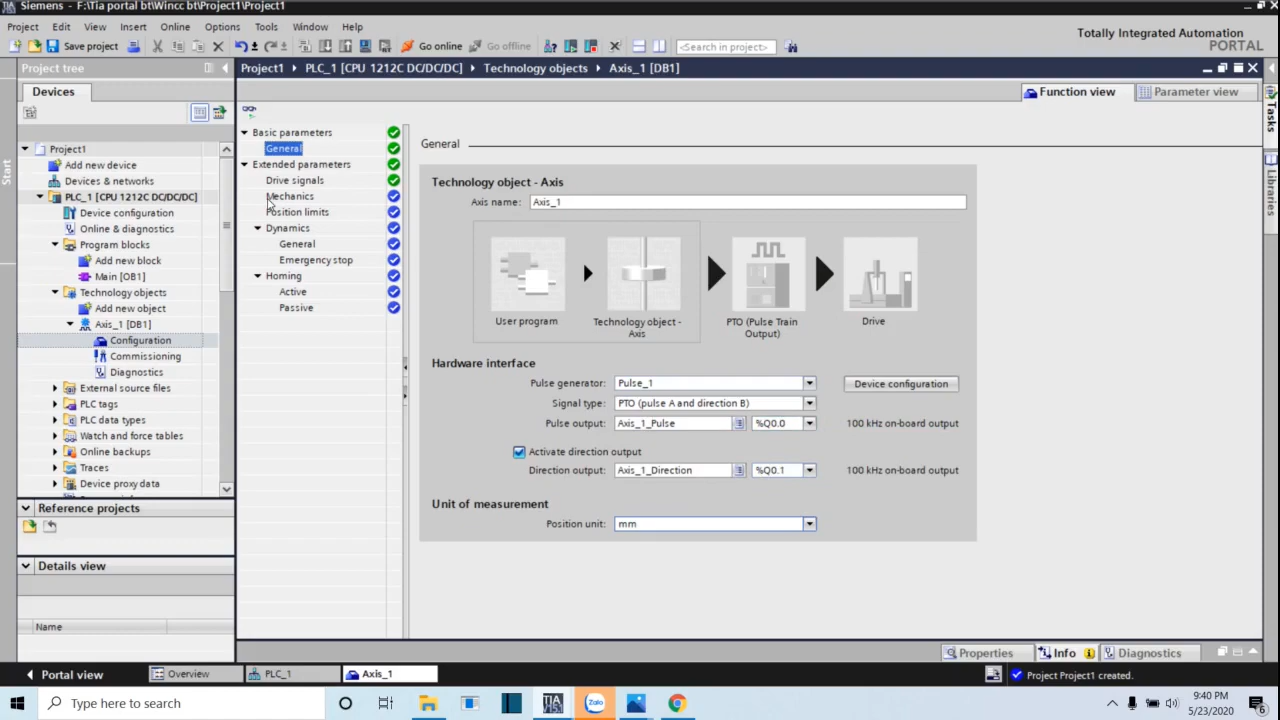 Siemens - F:\Tia portal bt\Wincc bt\Project1\Project1
Project Edit View Insert Online Options Tools Window Help
Totally Integrated Automation
PORTAL
Save project
Go online
Go offline
<Search in project>
Project tree
Project1 PLC_1 [CPU 1212C DC/DC/DC] Technology objects Axis_1 [DB1]
Devices
Function view
Parameter view
Start
Tasks
Libraries
Project1
Add new device
Devices & networks
PLC_1 [CPU 1212C DC/DC/DC]
Device configuration
Online & diagnostics
Program blocks
Add new block
Main [OB1]
Technology objects
Add new object
Axis_1 [DB1]
Configuration
Commissioning
Diagnostics
External source files
PLC tags
PLC data types
Watch and force tables
Online backups
Traces
Device proxy data
Reference projects
Details view
Name
Basic parameters
General
Extended parameters
Drive signals
Mechanics
Position limits
Dynamics
General
Emergency stop
Homing
Active
Passive
General
Technology object - Axis
Axis name: Axis_1
User program
Technology object -
Axis
PTO (Pulse Train
Output)
Drive
Hardware interface
Pulse generator: Pulse_1
Device configuration
Signal type: PTO (pulse A and direction B)
Pulse output: Axis_1_Pulse %Q0.0 100 kHz on-board output
Activate direction output
Direction output: Axis_1_Direction %Q0.1 100 kHz on-board output
Unit of measurement
Position unit: mm
Properties
Info
Diagnostics
Portal view
Overview
PLC_1
Axis_1
Project Project1 created.
Type here to search
Zalo
9:40 PM
5/23/2020
6